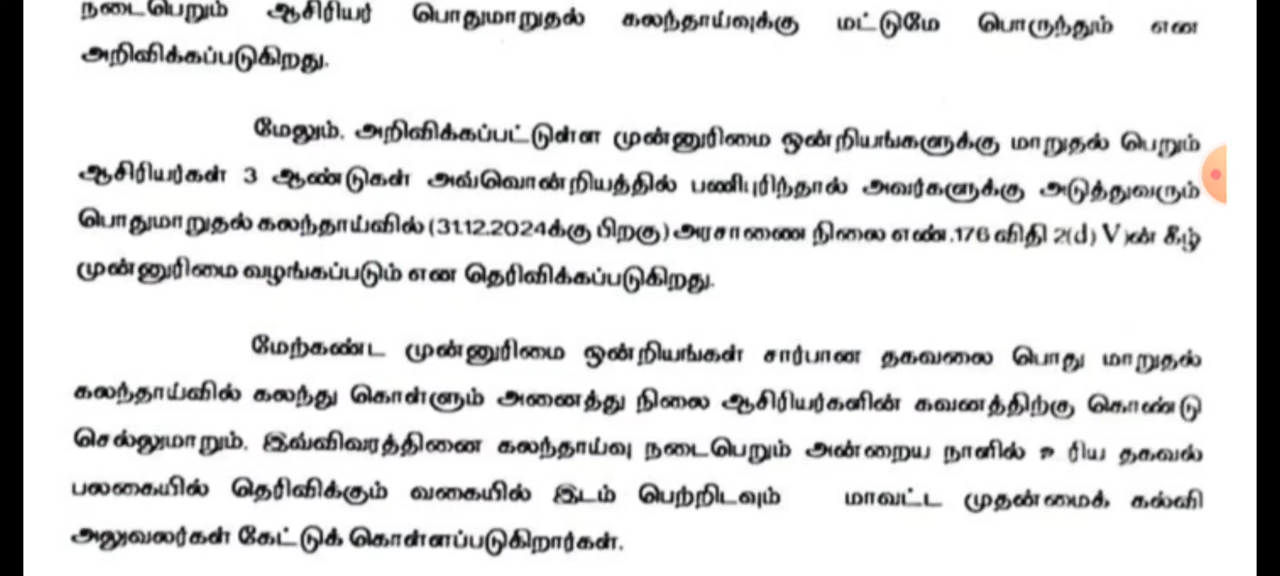 நடைபெறும் ஆசிரியர் பொதுமாறுதல் கலந்தாய்வுக்கு மட்டுமே பொருந்தும் என
அறிவிக்கப்படுகிறது.
மேலும், அறிவிக்கப்பட்டுள்ள முன்னுரிமை ஒன்றியங்களுக்கு மாறுதல் பெறும்
ஆசிரியர்கள் 3 ஆண்டுகள் அவ்வொன்றியத்தில் பணிபுரிந்தால் அவர்களுக்கு அடுத்துவரும்
பொதுமாறுதல் கலந்தாய்வில் (31.12.2024க்கு பிறகு) அரசாணை நிலை எண்.176 விதி 2(d) V)ன் கீழ்
முன்னுரிமை வழங்கப்படும் என தெரிவிக்கப்படுகிறது.
மேற்கண்ட முன்னுரிமை ஒன்றியங்கள் சார்பான தகவலை பொது மாறுதல்
கலந்தாய்வில் கலந்து கொள்ளும் அனைத்து நிலை ஆசிரியர்களின் கவனத்திற்கு கொண்டு
செல்லுமாறும், இவ்விவரத்தினை கலந்தாய்வு நடைபெறும் அன்றைய நாளில் உரிய தகவல்
பலகையில் தெரிவிக்கும் வகையில் இடம் பெற்றிடவும் மாவட்ட முதன்மைக் கல்வி
அலுவலர்கள் கேட்டுக் கொள்ளப்படுகிறார்கள்.